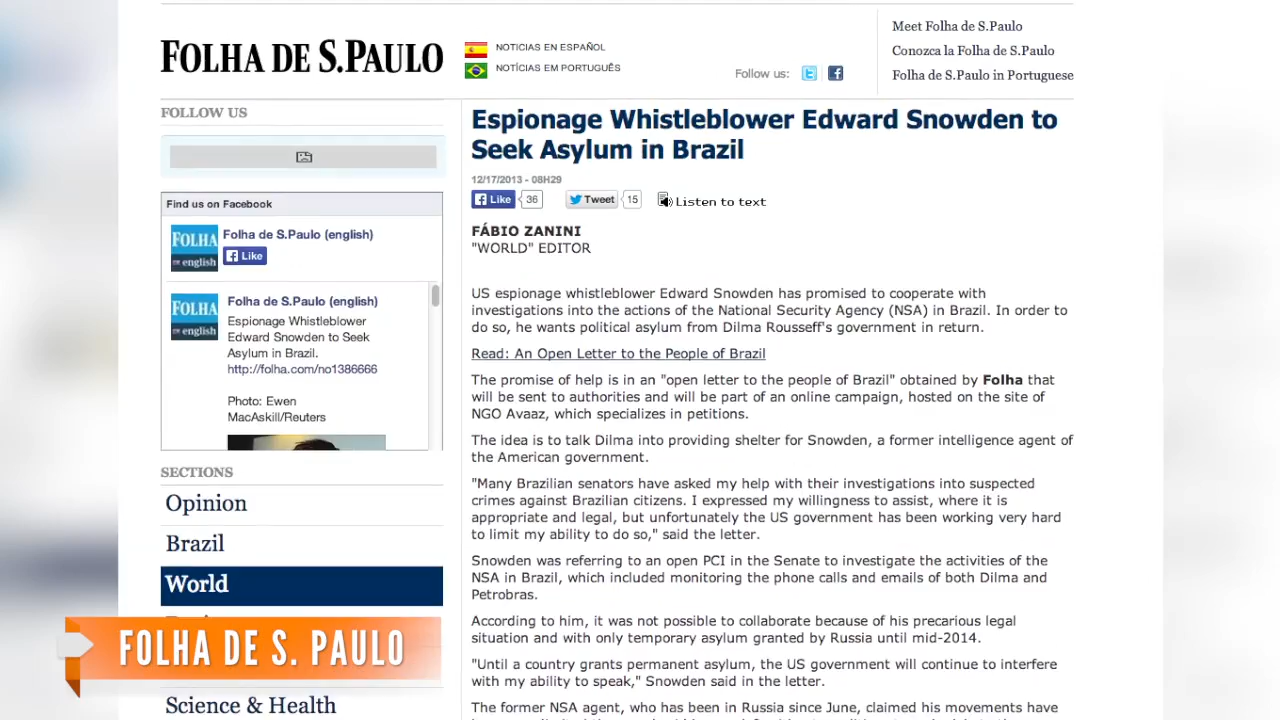 FOLHA DE S.PAULO
NOTICIAS EN ESPAÑOL
NOTÍCIAS EM PORTUGUÊS
Follow us:
Meet Folha de S.Paulo
Conozca la Folha de S.Paulo
Folha de S.Paulo in Portuguese
FOLLOW US
Find us on Facebook
FOLHA
IN english
Folha de S.Paulo (english)
Like
FOLHA
IN english
Folha de S.Paulo (english)
Espionage Whistleblower
Edward Snowden to Seek
Asylum in Brazil.
http://folha.com/no1386666
Photo: Ewen
MacAskill/Reuters
SECTIONS
Opinion
Brazil
World
FOLHA DE S. PAULO
Science & Health
Espionage Whistleblower Edward Snowden to
Seek Asylum in Brazil
12/17/2013 - 08H29
Like 36 Tweet 15 Listen to text
FÁBIO ZANINI
"WORLD" EDITOR
US espionage whistleblower Edward Snowden has promised to cooperate with
investigations into the actions of the National Security Agency (NSA) in Brazil. In order to
do so, he wants political asylum from Dilma Rousseff's government in return.
Read: An Open Letter to the People of Brazil
The promise of help is in an "open letter to the people of Brazil" obtained by Folha that
will be sent to authorities and will be part of an online campaign, hosted on the site of
NGO Avaaz, which specializes in petitions.
The idea is to talk Dilma into providing shelter for Snowden, a former intelligence agent of
the American government.
"Many Brazilian senators have asked my help with their investigations into suspected
crimes against Brazilian citizens. I expressed my willingness to assist, where it is
appropriate and legal, but unfortunately the US government has been working very hard
to limit my ability to do so," said the letter.
Snowden was referring to an open PCI in the Senate to investigate the activities of the
NSA in Brazil, which included monitoring the phone calls and emails of both Dilma and
Petrobras.
According to him, it was not possible to collaborate because of his precarious legal
situation and with only temporary asylum granted by Russia until mid-2014.
"Until a country grants permanent asylum, the US government will continue to interfere
with my ability to speak," Snowden said in the letter.
The former NSA agent, who has been in Russia since June, claimed his movements have